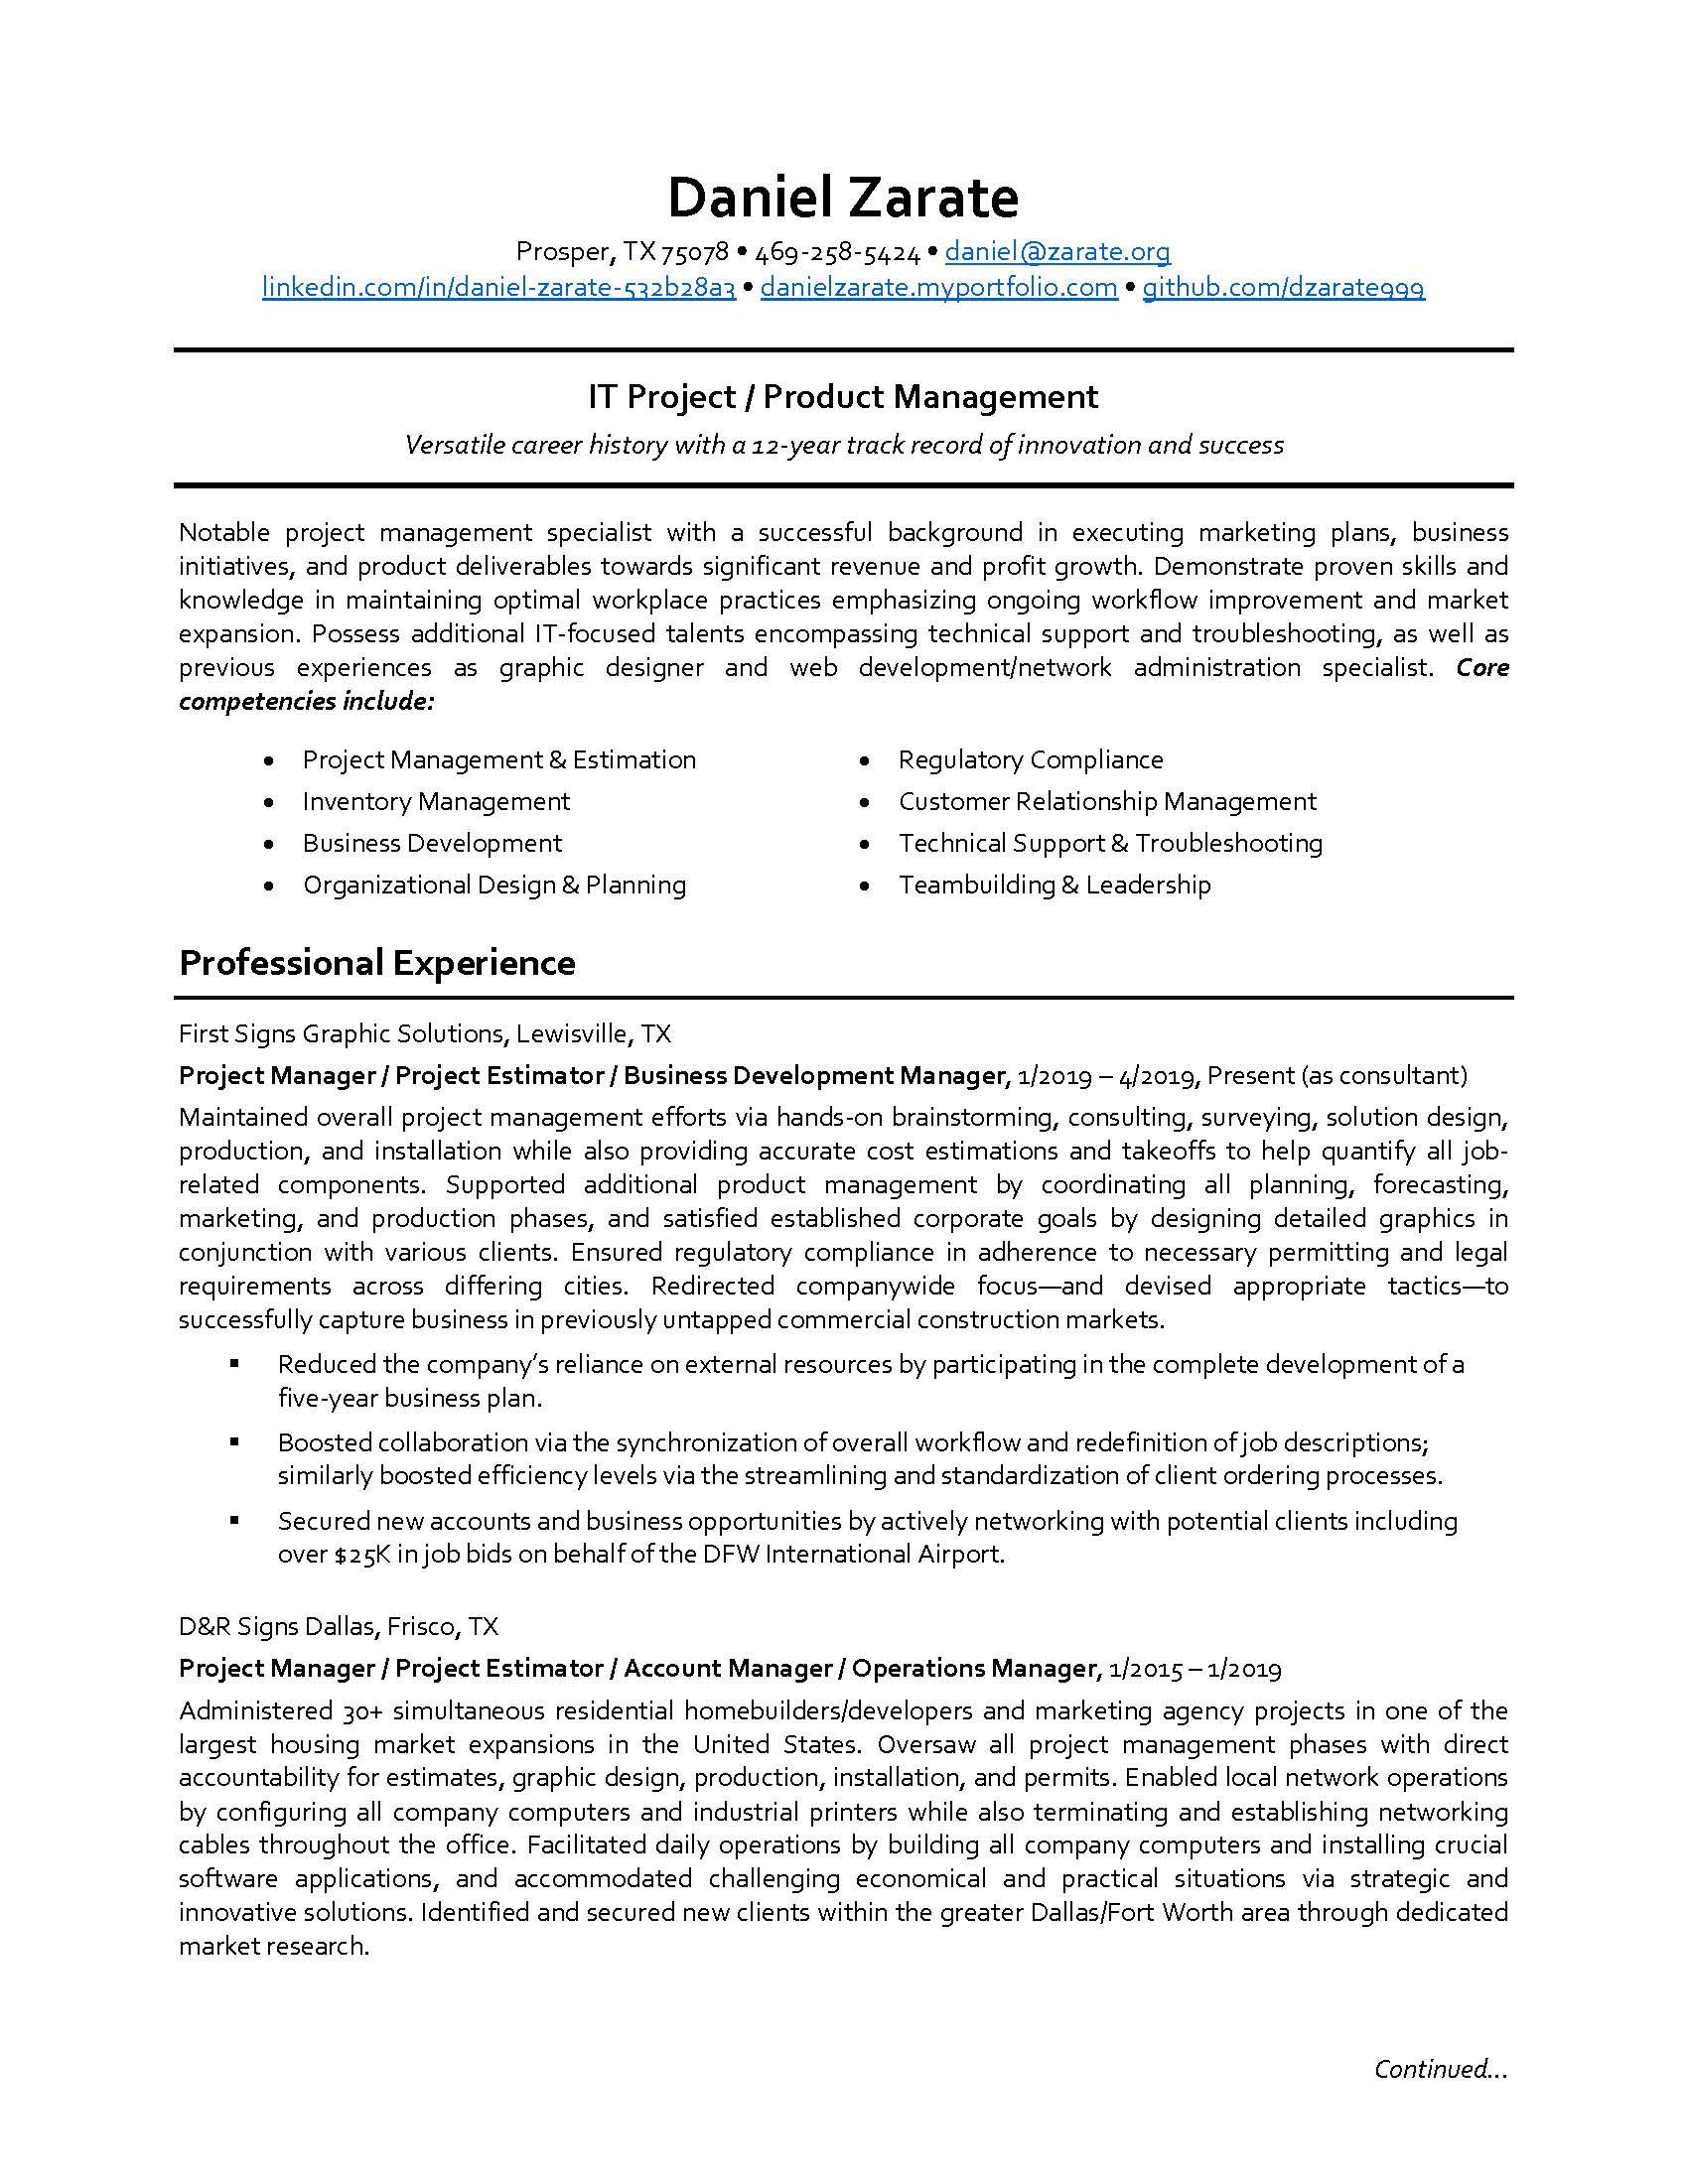 Daniel Zarate
Prosper, TX 75078 • 469-258-5424 • daniel@zarate.org
linkedin.com/in/daniel-zarate-532b28a3 • danielzarate.myportfolio.com • github.com/dzarate999
IT Project / Product Management
Versatile career history with a 12-year track record of innovation and success
Notable project management specialist with a successful background in executing marketing plans, business
initiatives, and product deliverables towards significant revenue and profit growth. Demonstrate proven skills and
knowledge in maintaining optimal workplace practices emphasizing ongoing workflow improvement and market
expansion. Possess additional IT-focused talents encompassing technical support and troubleshooting, as well as
previous experiences as graphic designer and web development/network administration specialist. Core
competencies include:
• Project Management & Estimation
• Inventory Management
• Business Development
• Organizational Design & Planning
• Regulatory Compliance
• Customer Relationship Management
• Technical Support & Troubleshooting
• Teambuilding & Leadership
Professional Experience
First Signs Graphic Solutions, Lewisville, TX
Project Manager / Project Estimator / Business Development Manager, 1/2019 – 4/2019, Present (as consultant)
Maintained overall project management efforts via hands-on brainstorming, consulting, surveying, solution design,
production, and installation while also providing accurate cost estimations and takeoffs to help quantify all job-
related components. Supported additional product management by coordinating all planning, forecasting,
marketing, and production phases, and satisfied established corporate goals by designing detailed graphics in
conjunction with various clients. Ensured regulatory compliance in adherence to necessary permitting and legal
requirements across differing cities. Redirected companywide focus—and devised appropriate tactics—to
successfully capture business in previously untapped commercial construction markets.
▪ Reduced the company’s reliance on external resources by participating in the complete development of a
five-year business plan.
▪ Boosted collaboration via the synchronization of overall workflow and redefinition of job descriptions;
similarly boosted efficiency levels via the streamlining and standardization of client ordering processes.
▪ Secured new accounts and business opportunities by actively networking with potential clients including
over $25K in job bids on behalf of the DFW International Airport.
D&R Signs Dallas, Frisco, TX
Project Manager / Project Estimator / Account Manager / Operations Manager, 1/2015 – 1/2019
Administered 30+ simultaneous residential homebuilders/developers and marketing agency projects in one of the
largest housing market expansions in the United States. Oversaw all project management phases with direct
accountability for estimates, graphic design, production, installation, and permits. Enabled local network operations
by configuring all company computers and industrial printers while also terminating and establishing networking
cables throughout the office. Facilitated daily operations by building all company computers and installing crucial
software applications, and accommodated challenging economical and practical situations via strategic and
innovative solutions. Identified and secured new clients within the greater Dallas/Fort Worth area through dedicated
market research.
Continued…